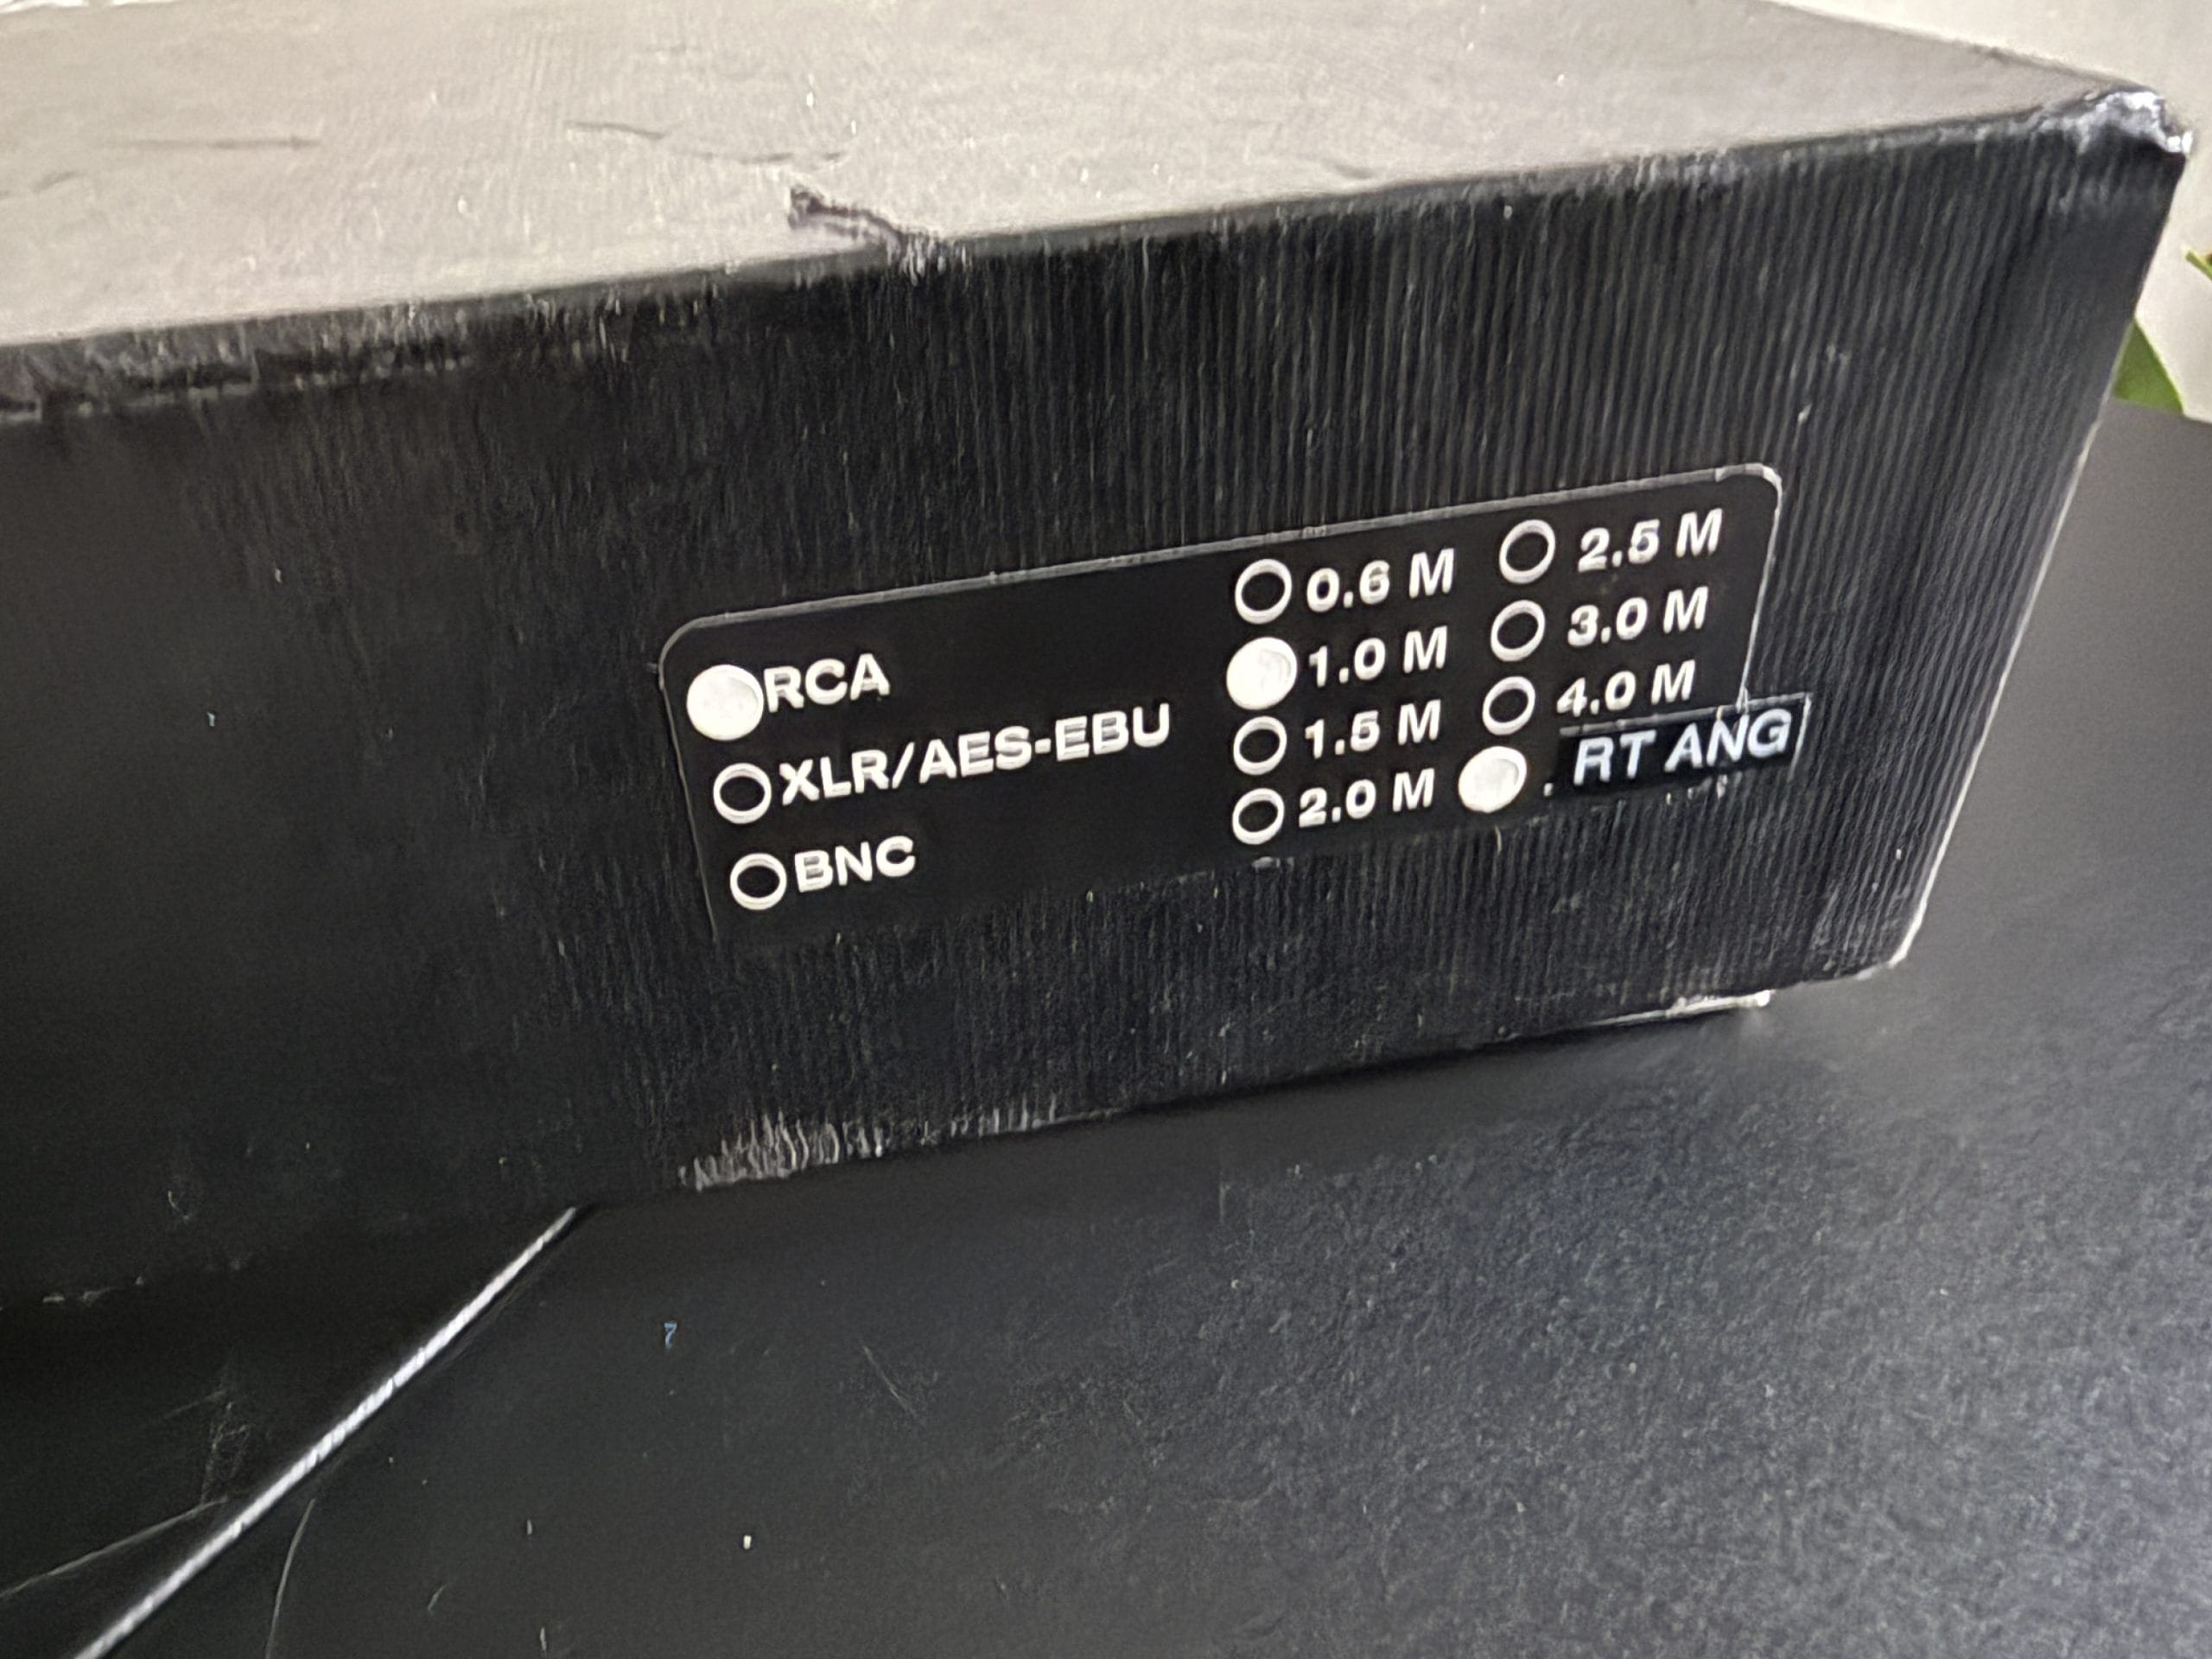 RCA
XLR/AES-EBU
BNC
0.6 M
1.0 M
1.5 M
2.0 M
2.5 M
3.0 M
4.0 M
. RT ANG